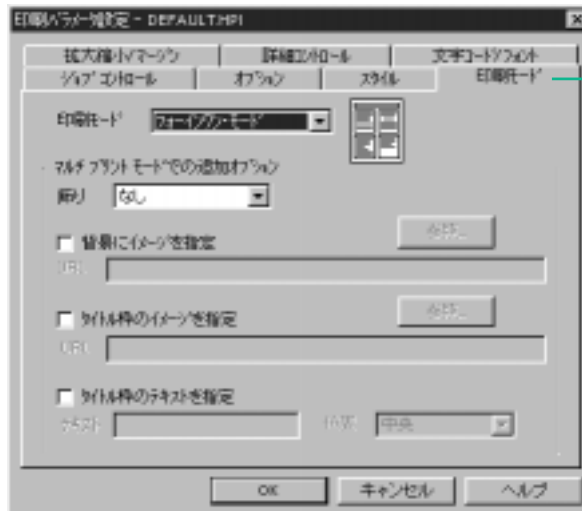 印刷パラメータ設定 - DEFAULT.HPI
拡大縮小/マージン 詳細コントロール 文字コード/フォント
ジョブコントロール オプション スタイル 印刷モード
印刷モード フォーインワン・モード
マルチプリントモードでの追加オプション
飾り なし
背景にイメージを指定 参照...
URL
タイトル枠のイメージを指定 参照...
URL
タイトル枠のテキストを指定
テキスト 位置 中央
OK キャンセル ヘルプ